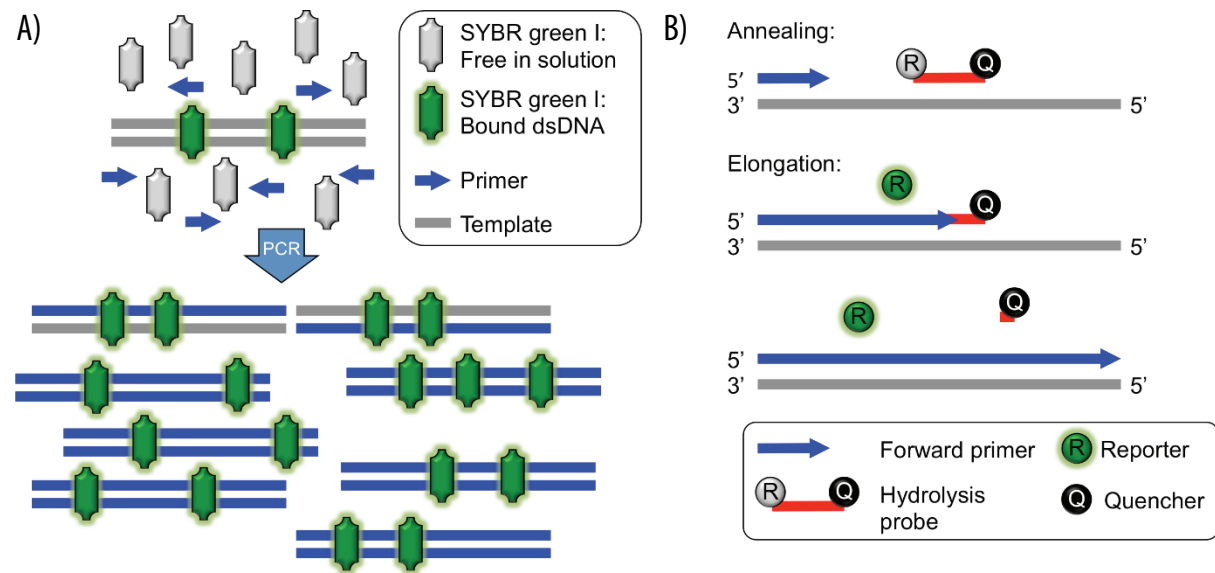 A)
SYBR green I:
Free in solution
SYBR green I:
Bound dsDNA
Primer
Template
PCR
B)
Annealing:
R Q
5’
3’ 5’
Elongation:
R
Q
5’
3’ 5’
R Q
5’
3’ 5’
Forward primer
R Reporter
R Q Hydrolysis
probe
Q Quencher